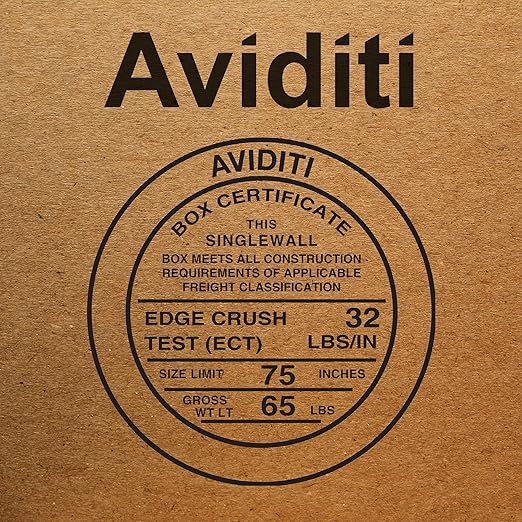 Aviditi
AVIDITI
BOX CERTIFICATE
THIS
SINGLEWALL
BOX MEETS ALL CONSTRUCTION
REQUIREMENTS OF APPLICABLE
FREIGHT CLASSIFICATION
EDGE CRUSH 32
TEST (ECT) LBS/IN
SIZE LIMIT 75 INCHES
GROSS
WT LT 65 LBS